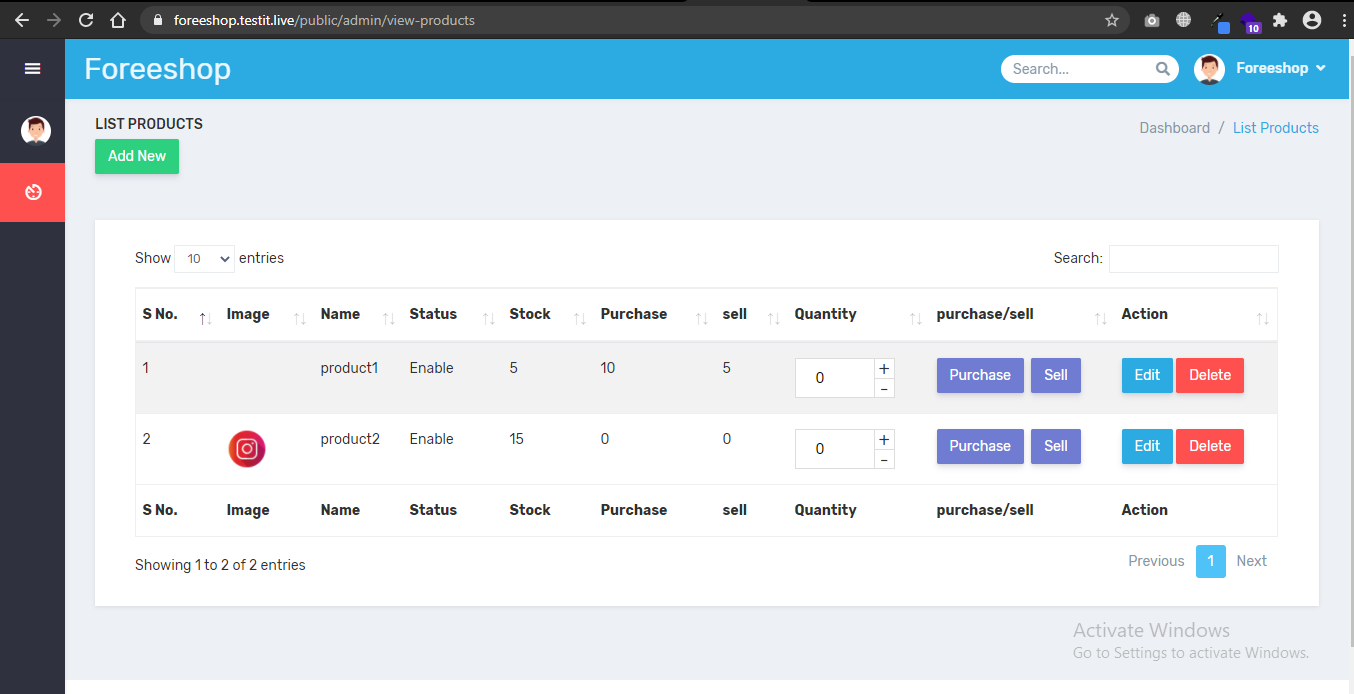 foreeshop.testit.live/public/admin/view-products
10
Foreeshop
Search...
Foreeshop
LIST PRODUCTS
Dashboard / List Products
Add New
Show 10 entries
Search:
S No. Image Name Status Stock Purchase sell Quantity purchase/sell Action
1 product1 Enable 5 10 5 0 + - Purchase Sell Edit Delete
2 product2 Enable 15 0 0 0 + - Purchase Sell Edit Delete
S No. Image Name Status Stock Purchase sell Quantity purchase/sell Action
Showing 1 to 2 of 2 entries
Previous 1 Next
Activate Windows
Go to Settings to activate Windows.